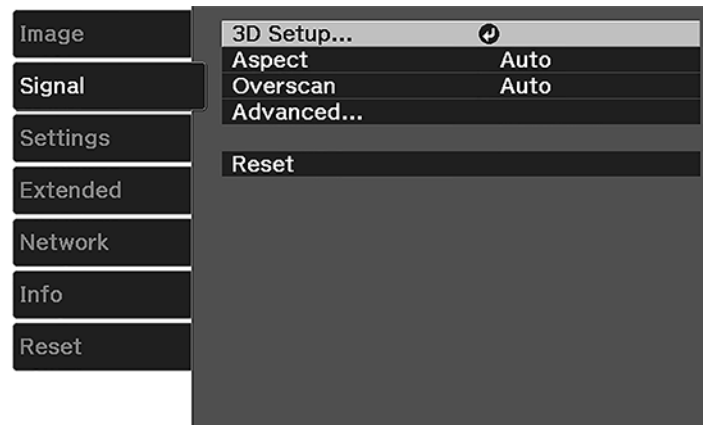 Image
Signal
Settings
Extended
Network
Info
Reset
3D Setup...
Aspect Auto
Overscan Auto
Advanced...
Reset